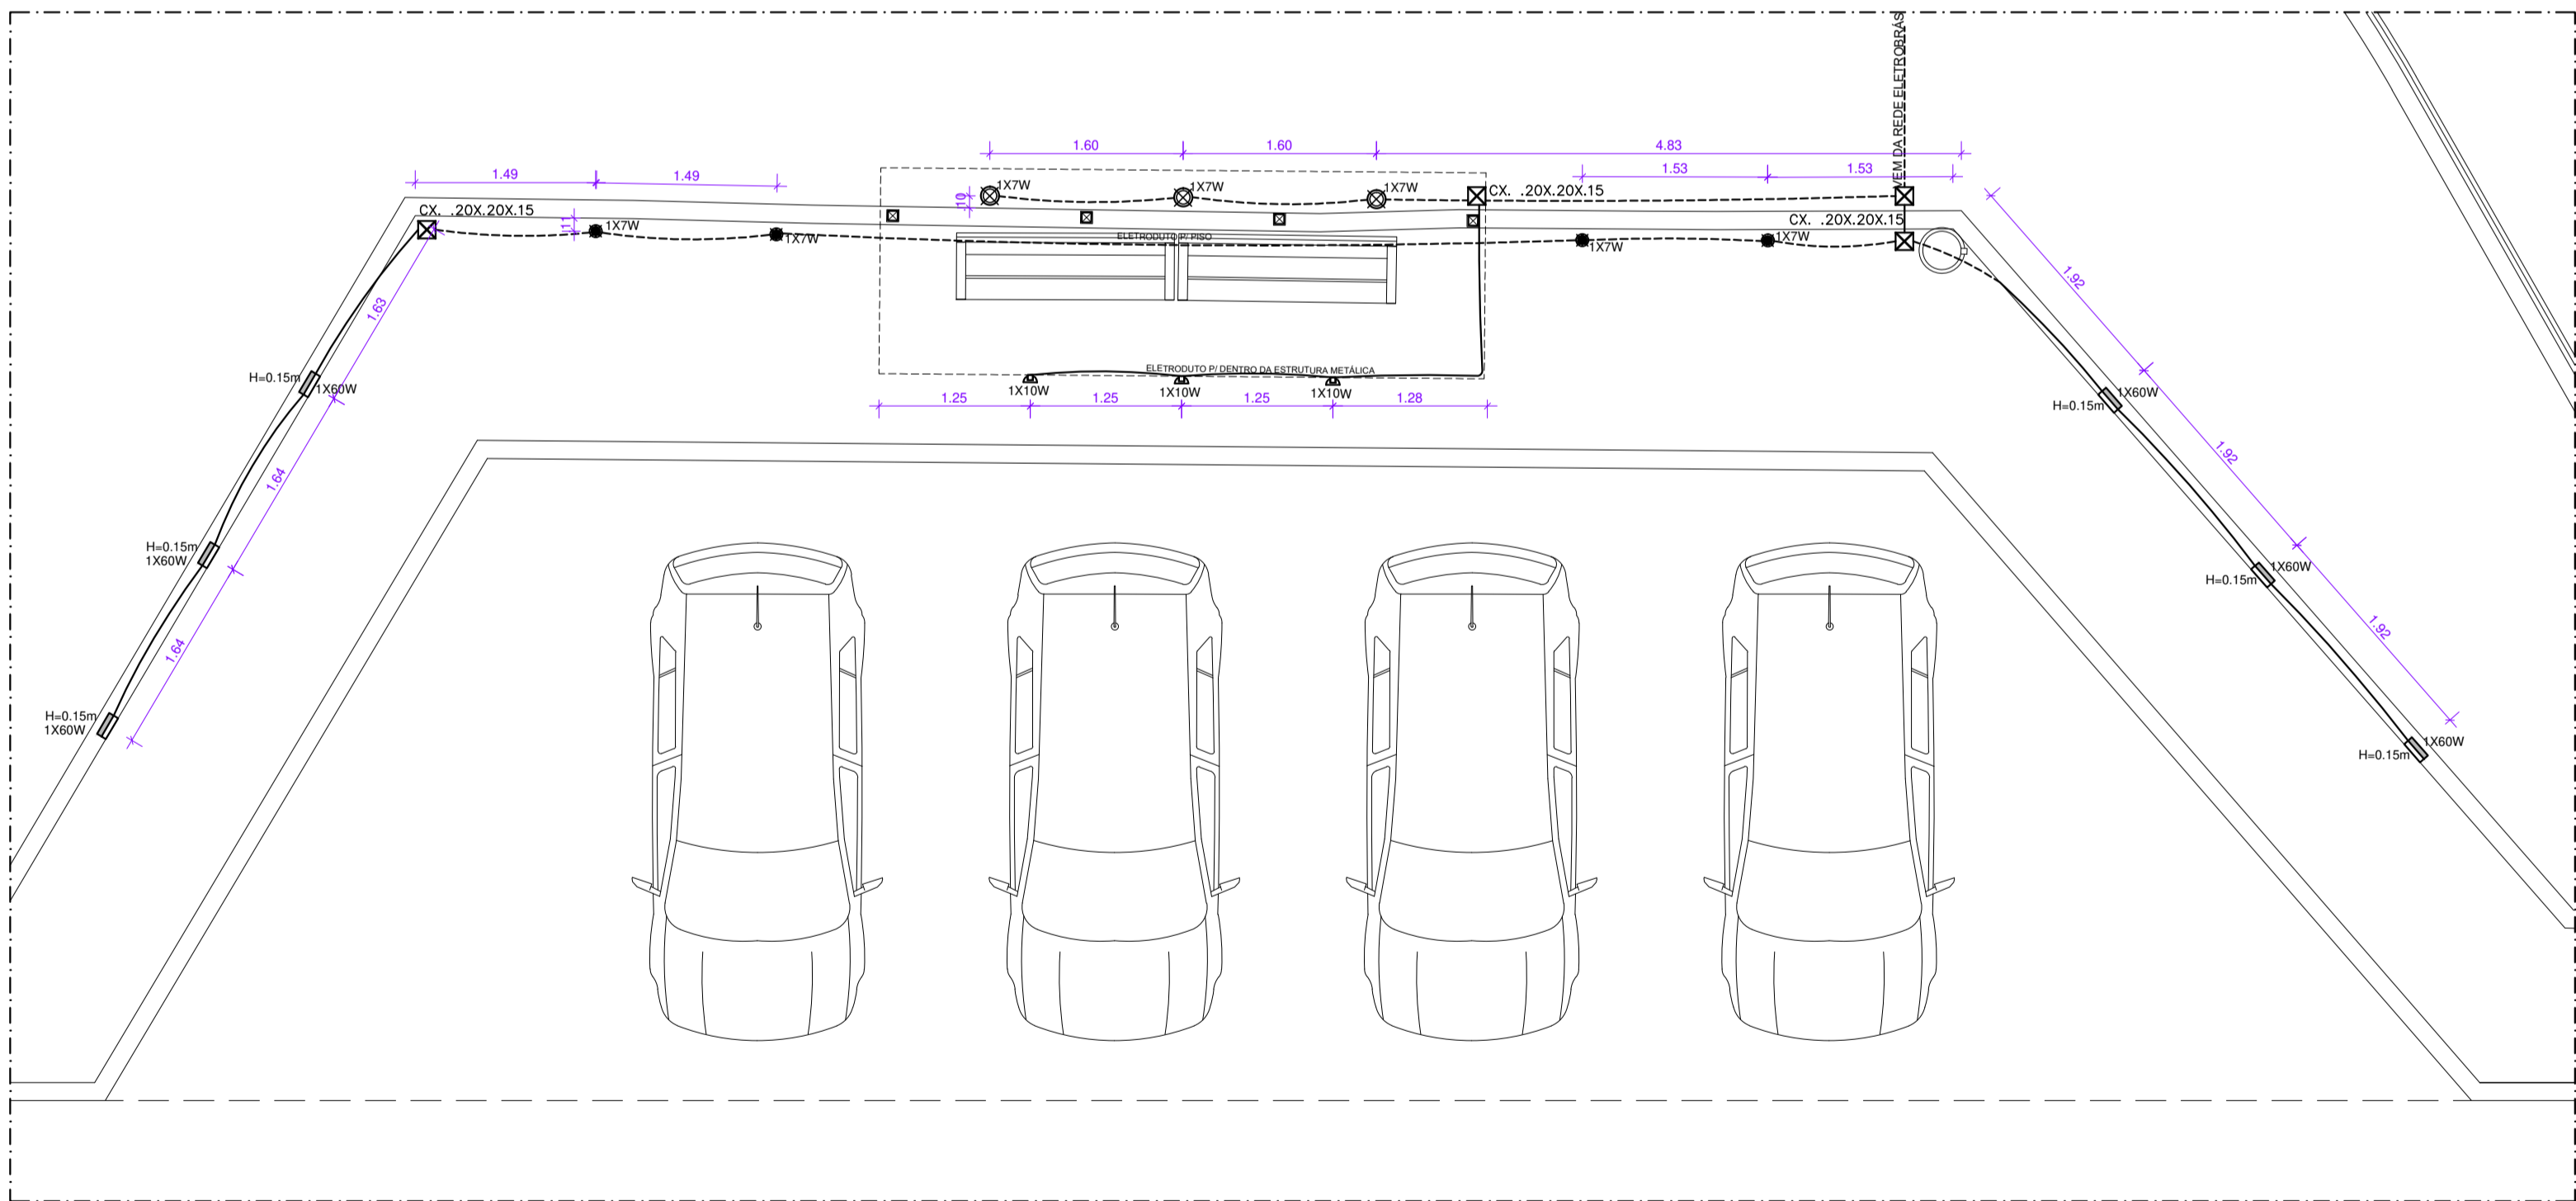 VEM DA REDE ELETROBRÁS
1.60
1.60
4.83
1.49
1.49
1.53
1.53
1X7W
1X7W
1X7W
CX. .20X.20X.15
10
CX. .20X.20X.15
11
1X7W
1X7W
ELETRODUTO P/ PISO
1X7W
1X7W
CX. .20X.20X.15
1.63
1.92
H=0.15m
1X60W
ELETRODUTO P/ DENTRO DA ESTRUTURA METÁLICA
1X10W
1X10W
1X10W
1.25
1.25
1.25
1.28
1X60W
H=0.15m
1.64
1.92
H=0.15m
1X60W
1X60W
H=0.15m
1.64
1.92
H=0.15m
1X60W
1X60W
H=0.15m